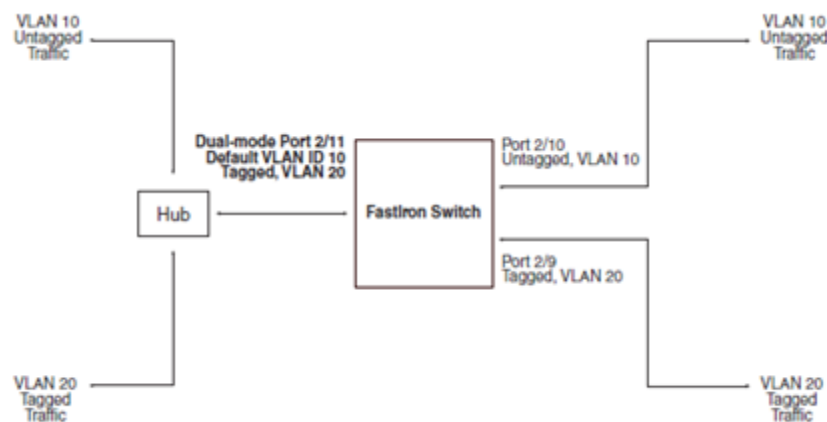 VLAN 10
Untagged
Traffic
VLAN 10
Untagged
Traffic
Dual-mode Port 2/11
Default VLAN ID 10
Tagged, VLAN 20
Port 2/10
Untagged, VLAN 10
Hub
FastIron Switch
Port 2/9
Tagged, VLAN 20
VLAN 20
Tagged
Traffic
VLAN 20
Tagged
Traffic